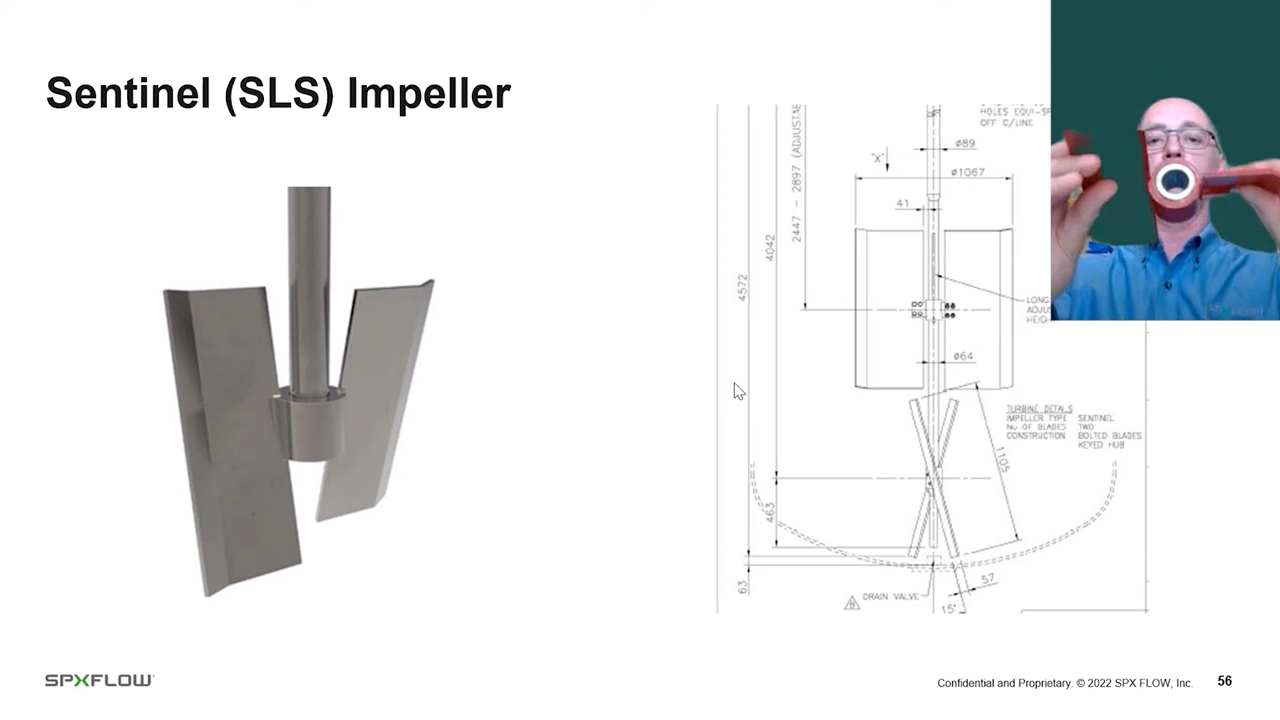 Sentinel (SLS) Impeller
HOLES EQUI-SP
OFF C/LINE
2447 - 2897 (ADJUSTA
"X"
ø89
ø1067
41
4042
4572
LONG
ADJUS
HEIG
ø64
TURBINE DETAILS
IMPELLER TYPE SENTINEL
No OF BLADES TWO
CONSTRUCTION BOLTED BLADES
KEYED HUB
1105
463
63
DRAIN VALVE
57
15°
SPXFLOW
Confidential and Proprietary. © 2022 SPX FLOW, Inc.
56